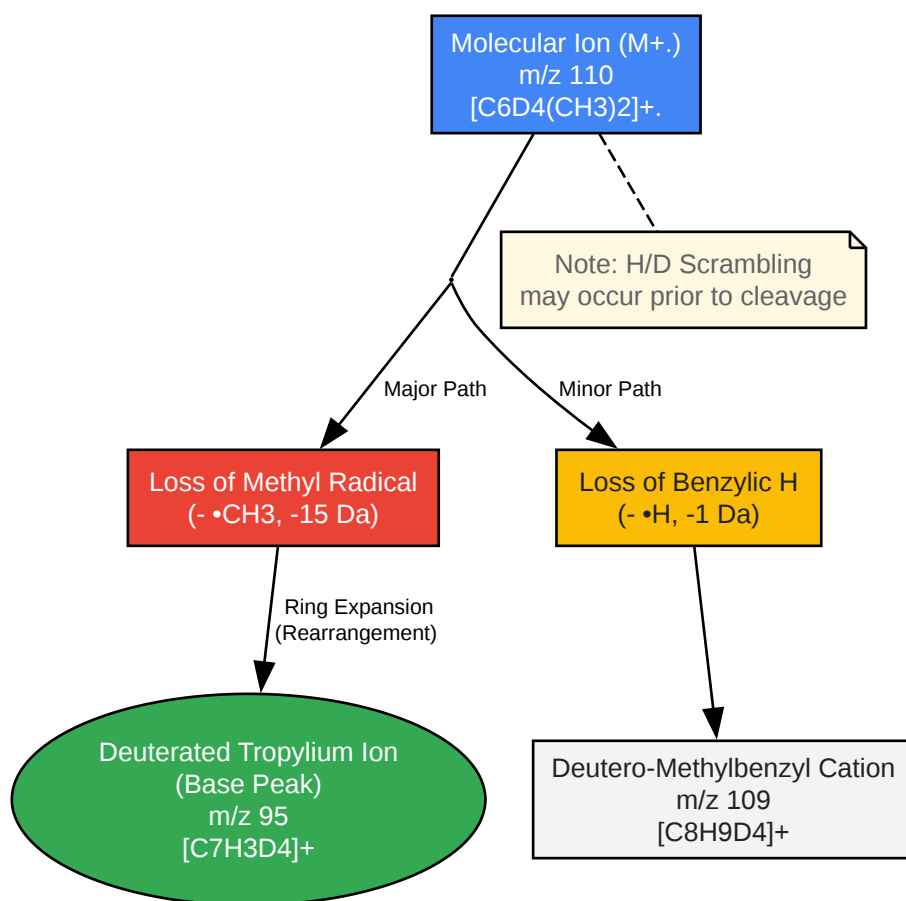 Molecular Ion (M+.)
m/z 110
[C6D4(CH3)2]+.
Note: H/D Scrambling
may occur prior to cleavage
Major Path
Minor Path
Loss of Methyl Radical
(- •CH3, -15 Da)
Loss of Benzylic H
(- •H, -1 Da)
Ring Expansion
(Rearrangement)
Deuterated Tropylium Ion
(Base Peak)
m/z 95
[C7H3D4]+
Deutero-Methylbenzyl Cation
m/z 109
[C8H9D4]+